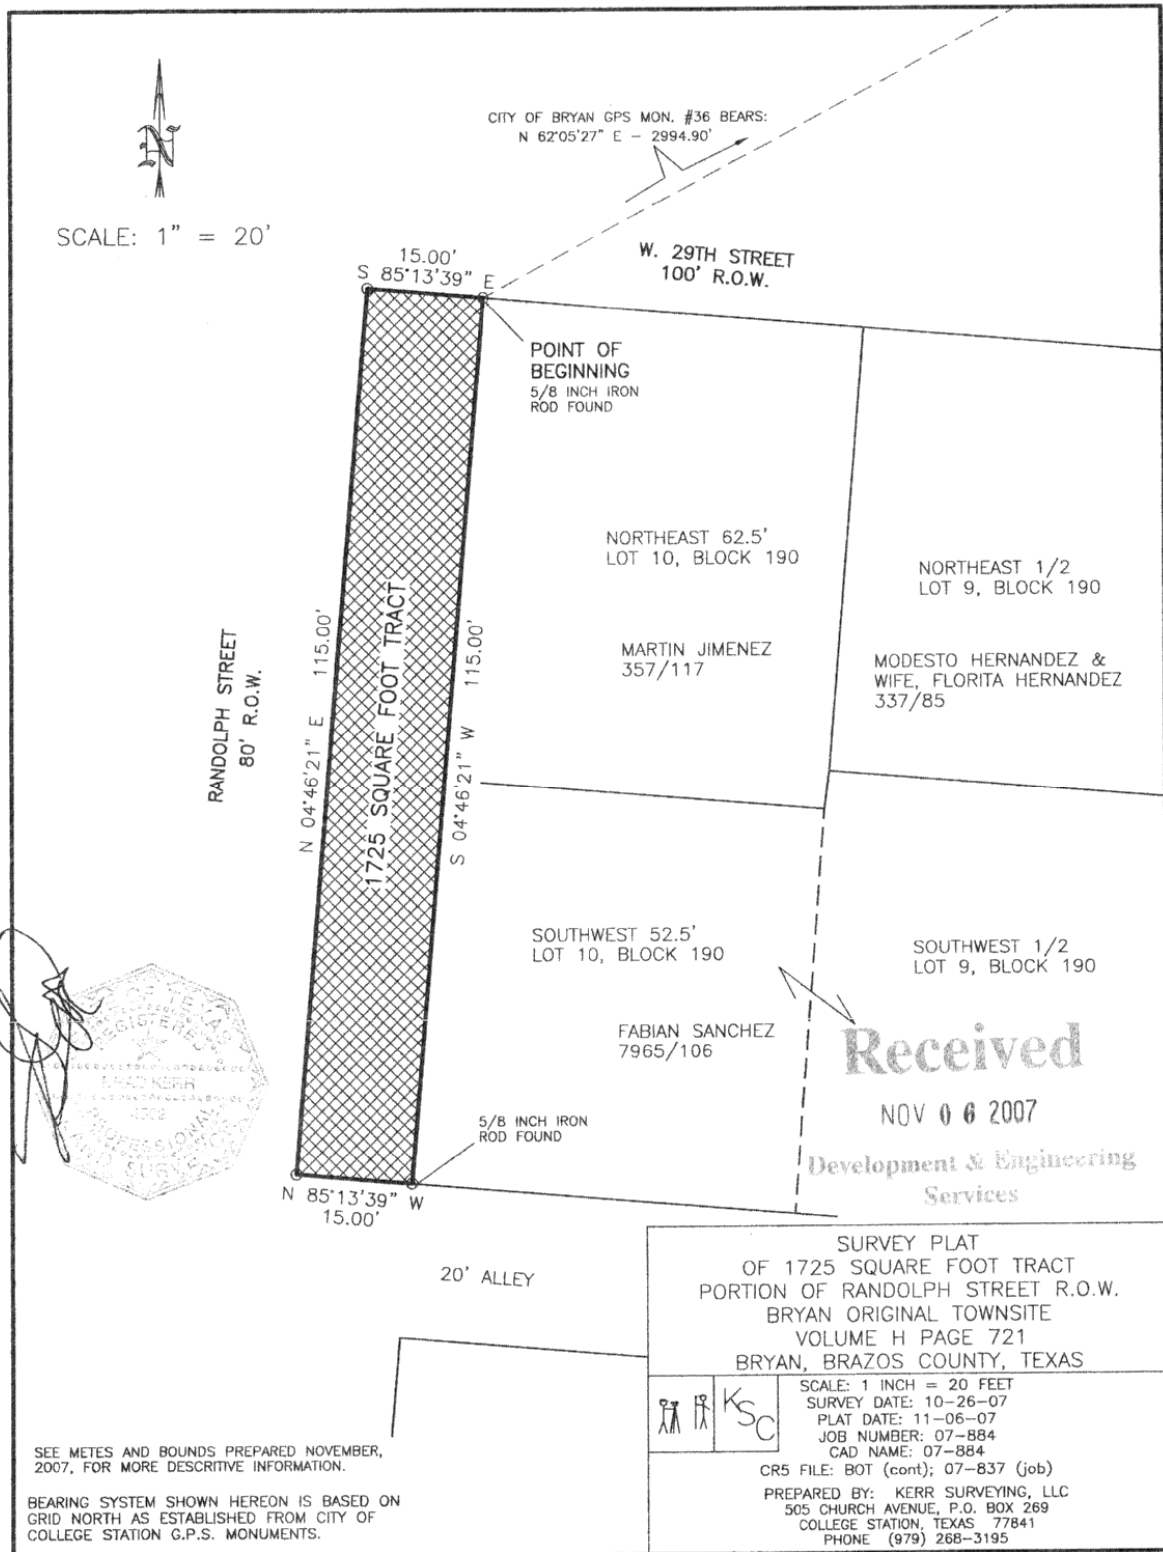 CITY OF BRYAN GPS MON. #36 BEARS:
N 62°05'27" E - 2994.90'
N
SCALE: 1" = 20'
15.00'
S 85°13'39" E
W. 29TH STREET
100' R.O.W.
POINT OF
BEGINNING
5/8 INCH IRON
ROD FOUND
NORTHEAST 62.5'
LOT 10, BLOCK 190
MARTIN JIMENEZ
357/117
NORTHEAST 1/2
LOT 9, BLOCK 190
MODESTO HERNANDEZ &
WIFE, FLORITA HERNANDEZ
337/85
RANDOLPH STREET
80' R.O.W.
N 04°46'21" E 115.00'
1725 SQUARE FOOT TRACT
S 04°46'21" W 115.00'
SOUTHWEST 52.5'
LOT 10, BLOCK 190
FABIAN SANCHEZ
7965/106
SOUTHWEST 1/2
LOT 9, BLOCK 190
Received
NOV 06 2007
Development & Engineering
Services
OF TEXAS
REGISTERED
BRAD KERR
4502
PROFESSIONAL
LAND SURVEYOR
5/8 INCH IRON
ROD FOUND
N 85°13'39" W
15.00'
20' ALLEY
SURVEY PLAT
OF 1725 SQUARE FOOT TRACT
PORTION OF RANDOLPH STREET R.O.W.
BRYAN ORIGINAL TOWNSITE
VOLUME H PAGE 721
BRYAN, BRAZOS COUNTY, TEXAS
KSC
SCALE: 1 INCH = 20 FEET
SURVEY DATE: 10-26-07
PLAT DATE: 11-06-07
JOB NUMBER: 07-884
CAD NAME: 07-884
CR5 FILE: BOT (cont); 07-837 (job)
PREPARED BY: KERR SURVEYING, LLC
505 CHURCH AVENUE, P.O. BOX 269
COLLEGE STATION, TEXAS 77841
PHONE (979) 268-3195
SEE METES AND BOUNDS PREPARED NOVEMBER,
2007, FOR MORE DESCRITIVE INFORMATION.
BEARING SYSTEM SHOWN HEREON IS BASED ON
GRID NORTH AS ESTABLISHED FROM CITY OF
COLLEGE STATION G.P.S. MONUMENTS.